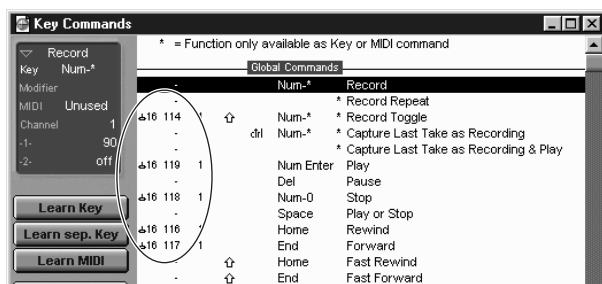 Key Commands
* = Function only available as Key or MIDI command
Record
Key Num-*
Modifier
MIDI Unused
Channel 1
-1- 90
-2- off
Learn Key
Learn sep. Key
Learn MIDI
Global Commands
- Num-* Record
- * Record Repeat
16 114 1 ⇧ Num-* * Record Toggle
- ctrl Num-* * Capture Last Take as Recording
- * Capture Last Take as Recording & Play
16 119 1 Num Enter Play
- Del Pause
16 118 1 Num-0 Stop
- Space Play or Stop
16 116 1 Home Rewind
16 117 1 End Forward
- ⇧ Home Fast Rewind
- ⇧ End Fast Forward